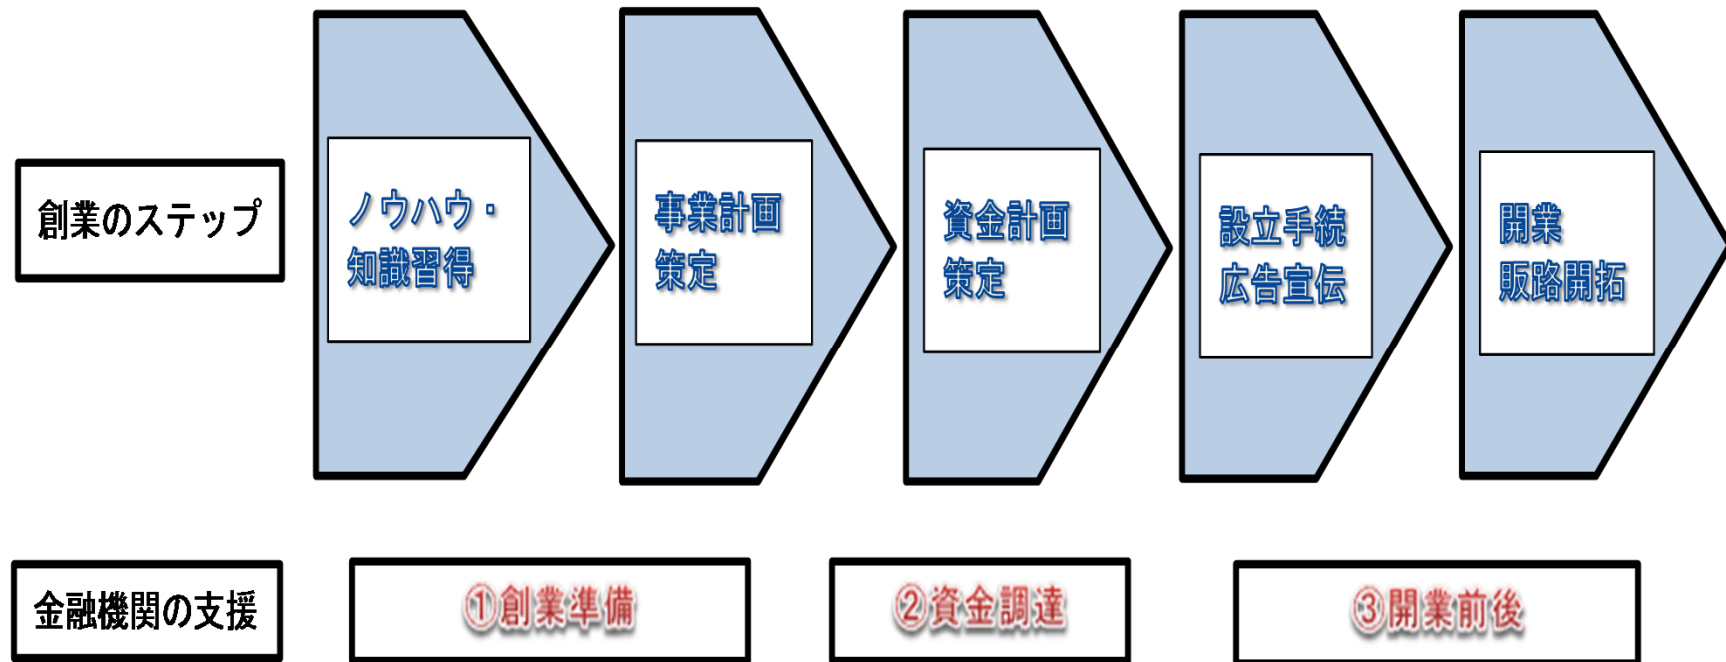 創業のステップ
ノウハウ・
知識習得
事業計画
策定
資金計画
策定
設立手続
広告宣伝
開業
販路開拓
金融機関の支援
①創業準備
②資金調達
③開業前後